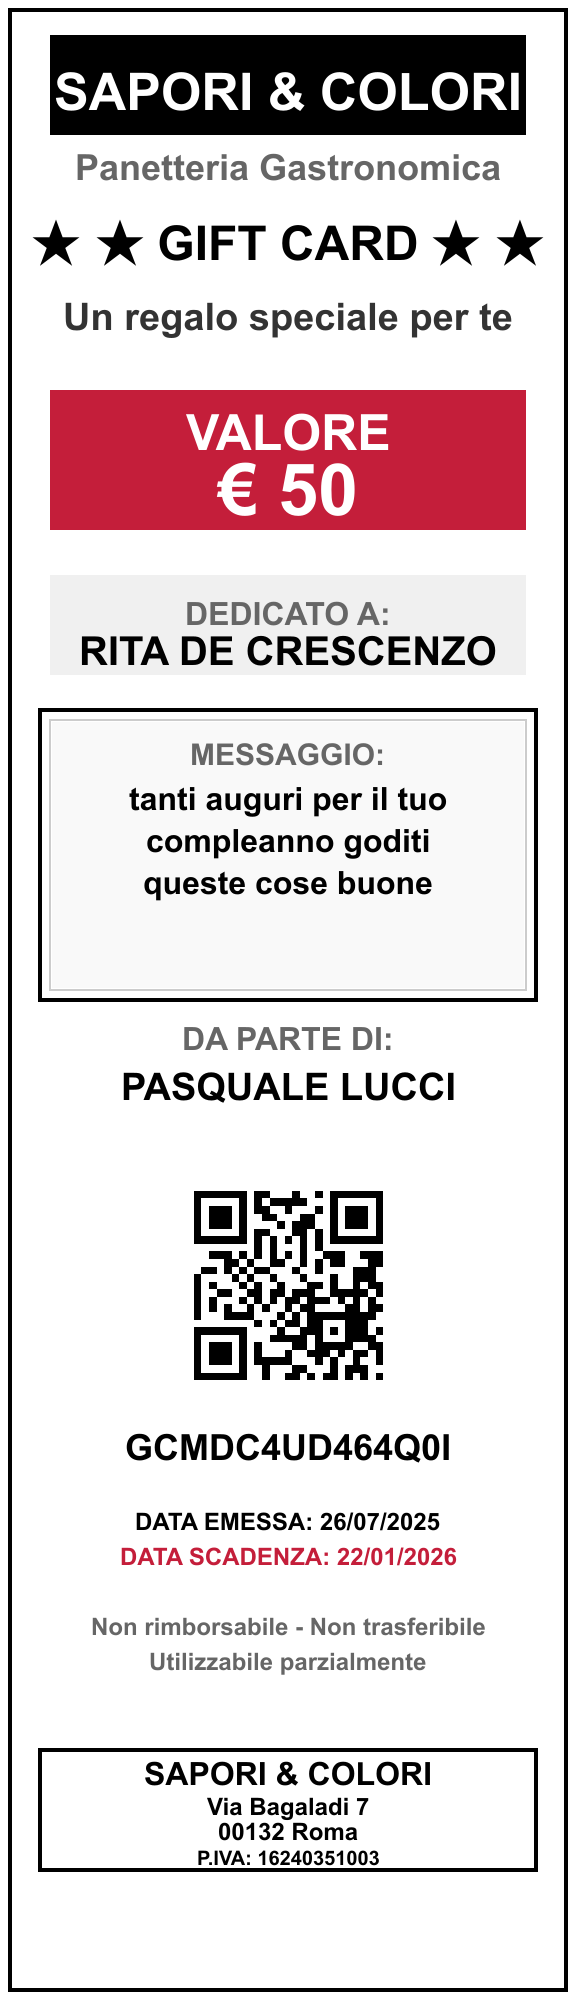 SAPORI & COLORI
Panetteria Gastronomica
★ ★ GIFT CARD ★ ★
Un regalo speciale per te
VALORE
€ 50
DEDICATO A:
RITA DE CRESCENZO
MESSAGGIO:
tanti auguri per il tuo
compleanno goditi
queste cose buone
DA PARTE DI:
PASQUALE LUCCI
GCMDC4UD464Q0I
DATA EMESSA: 26/07/2025
DATA SCADENZA: 22/01/2026
Non rimborsabile - Non trasferibile
Utilizzabile parzialmente
SAPORI & COLORI
Via Bagaladi 7
00132 Roma
P.IVA: 16240351003